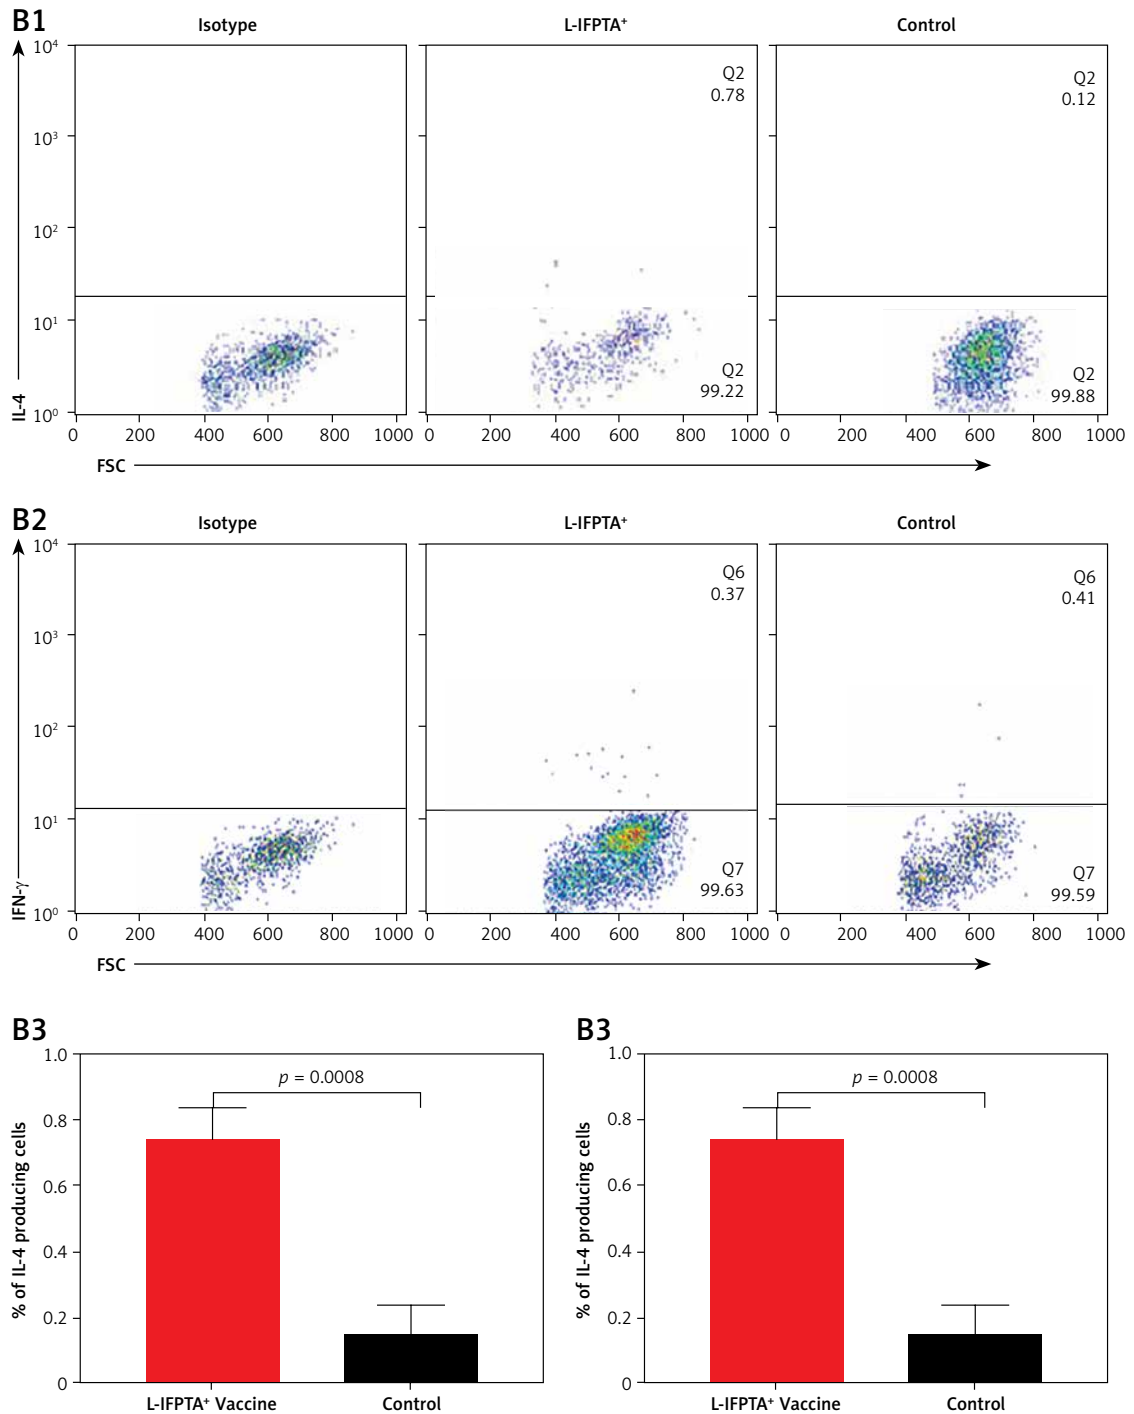 B1
Isotype
L-IFPTA⁺
Control
10⁴
10³
10²
10¹
10⁰
IL-4
Q2
0.78
Q2
99.22
Q2
0.12
Q2
99.88
0 200 400 600 800 1000
0 200 400 600 800 1000
0 200 400 600 800 1000
FSC
B2
Isotype
L-IFPTA⁺
Control
10⁴
10³
10²
10¹
10⁰
IFN-γ
Q6
0.37
Q7
99.63
Q6
0.41
Q7
99.59
0 200 400 600 800 1000
0 200 400 600 800 1000
0 200 400 600 800 1000
FSC
B3
% of IL-4 producing cells
1.0
0.8
0.6
0.4
0.2
0
p = 0.0008
L-IFPTA⁺ Vaccine
Control
B3
% of IL-4 producing cells
1.0
0.8
0.6
0.4
0.2
0
p = 0.0008
L-IFPTA⁺ Vaccine
Control